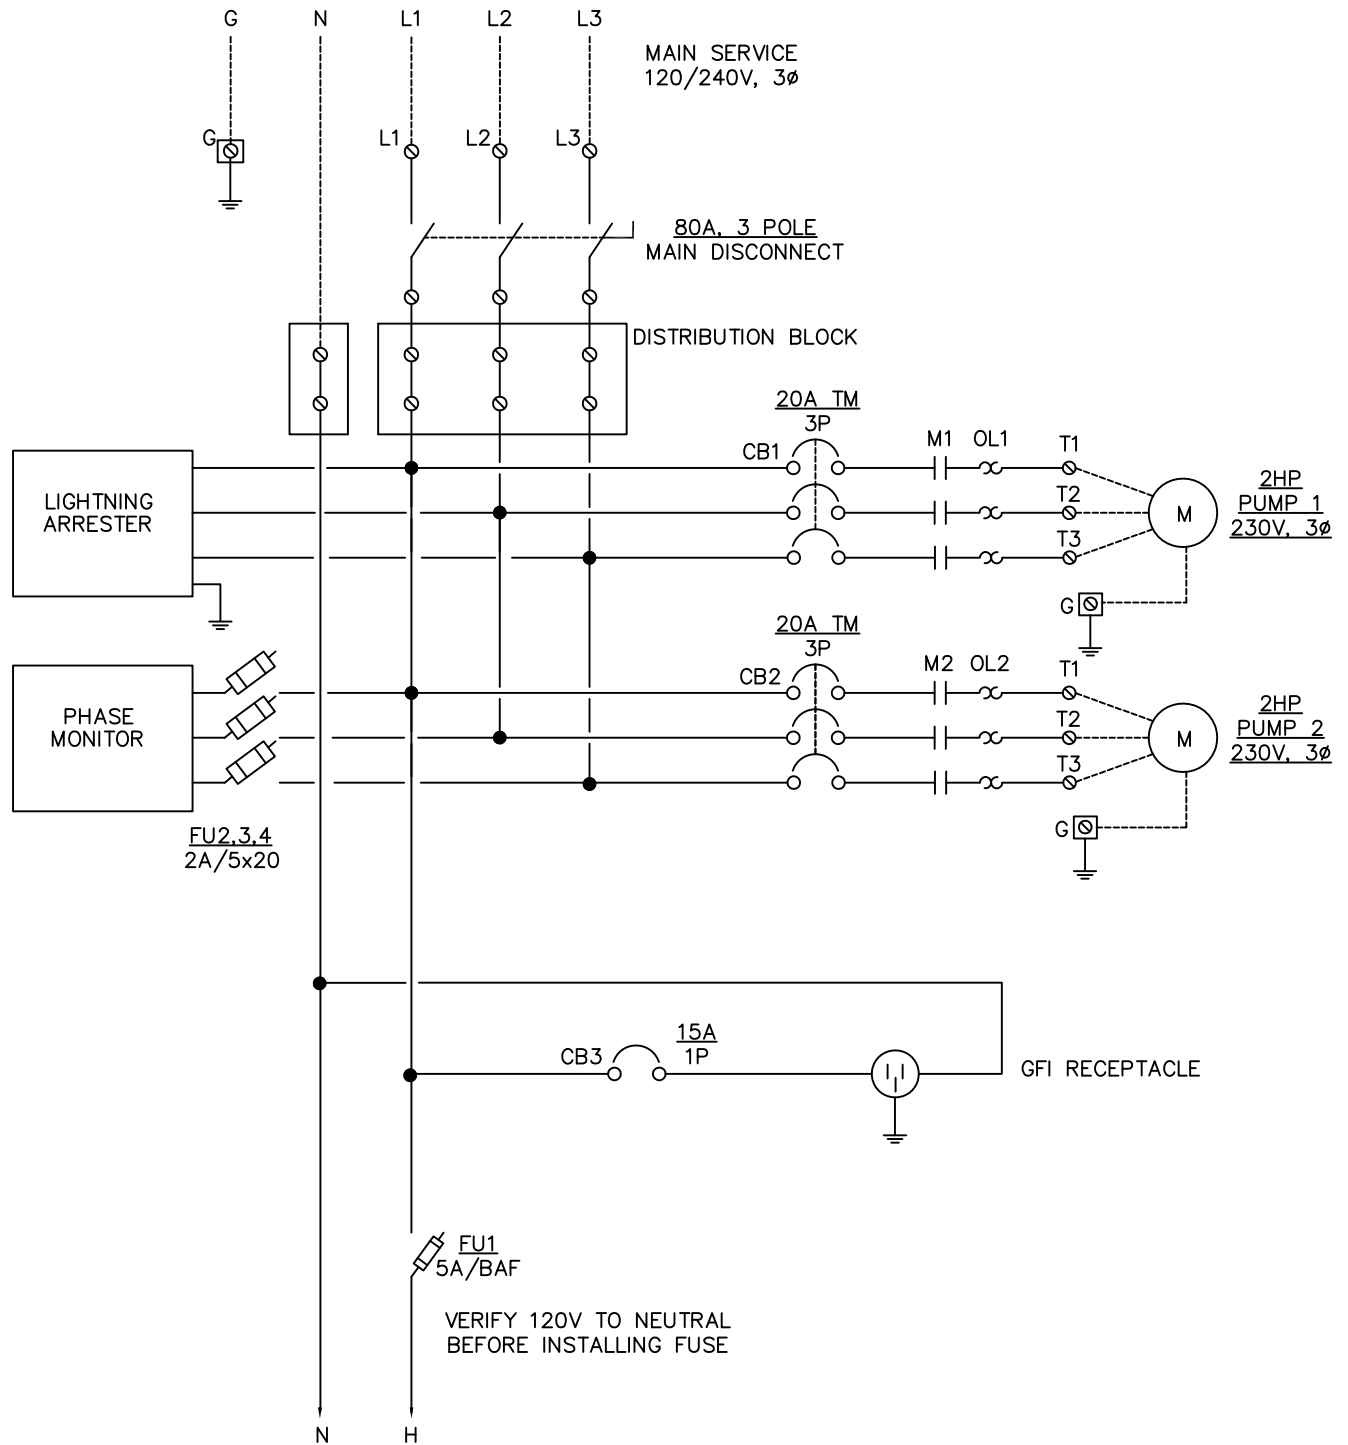 G N L1 L2 L3
MAIN SERVICE
120/240V, 3ø
G L1 L2 L3
80A, 3 POLE
MAIN DISCONNECT
DISTRIBUTION BLOCK
20A TM
3P
CB1 M1 OL1 T1
LIGHTNING
ARRESTER
T2
T3
M
2HP
PUMP 1
230V, 3ø
G
20A TM
3P
CB2 M2 OL2 T1
PHASE
MONITOR
T2
T3
M
2HP
PUMP 2
230V, 3ø
G
FU2,3,4
2A/5x20
15A
1P
CB3
GFI RECEPTACLE
FU1
5A/BAF
VERIFY 120V TO NEUTRAL
BEFORE INSTALLING FUSE
N H